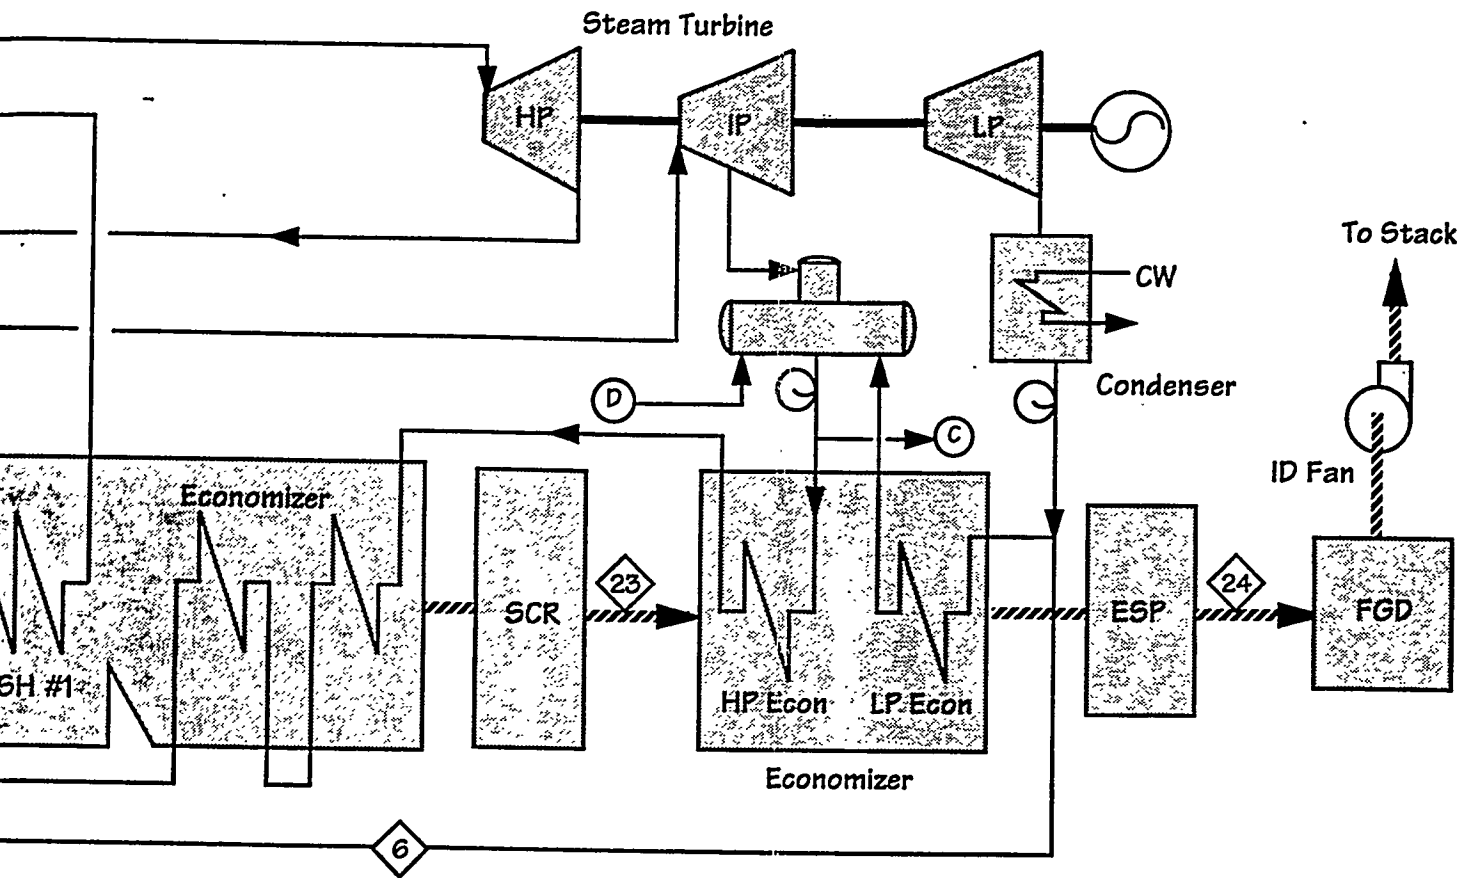 Steam Turbine
HP
IP
LP
To Stack
CW
Condenser
D
C
ID Fan
Economizer
23
24
SCR
ESP
FGD
SH #1
HP Econ
LP Econ
Economizer
6